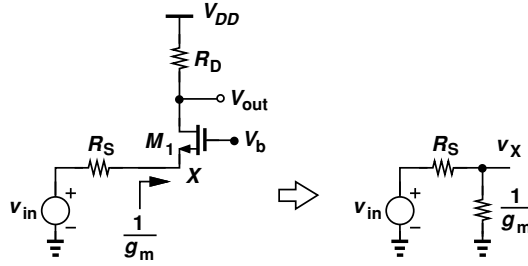 V_DD
R_D
V_out
M_1
V_b
R_S
X
v_in
+
−
1
g_m
R_S
v_X
v_in
+
−
1
g_m